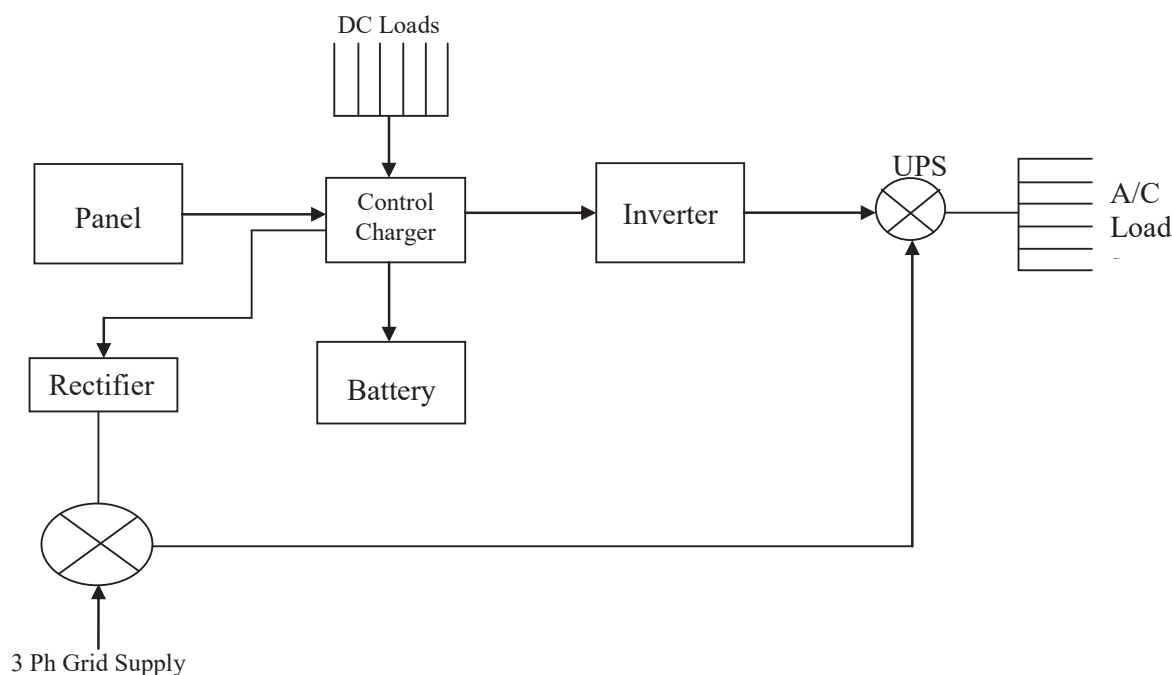 DC Loads
UPS
Panel
Control
Charger
Inverter
A/C
Load
Rectifier
Battery
3 Ph Grid Supply